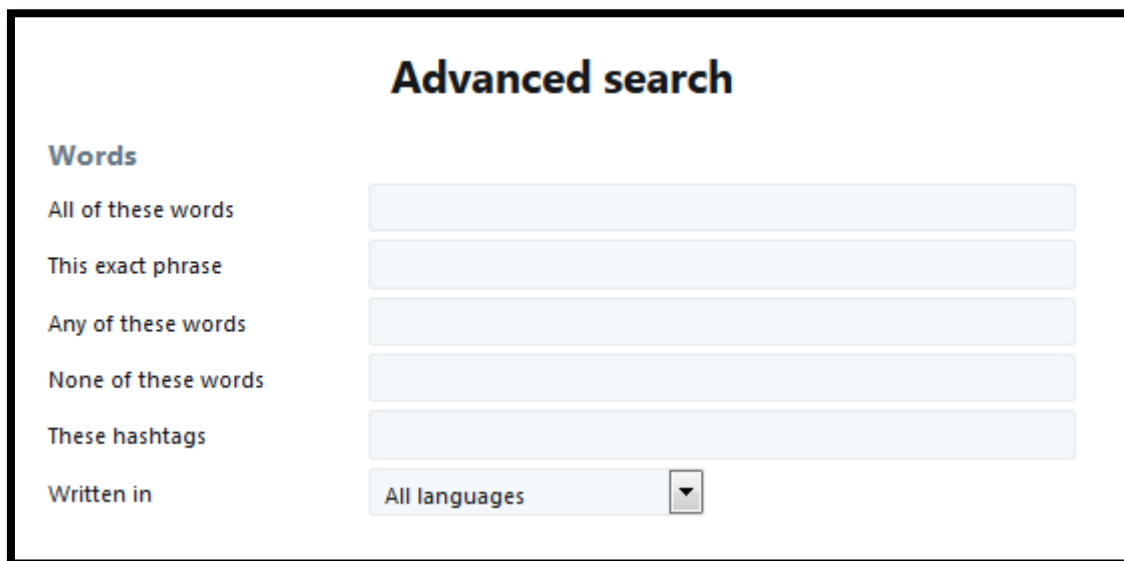 Advanced search
Words
All of these words
This exact phrase
Any of these words
None of these words
These hashtags
Written in All languages